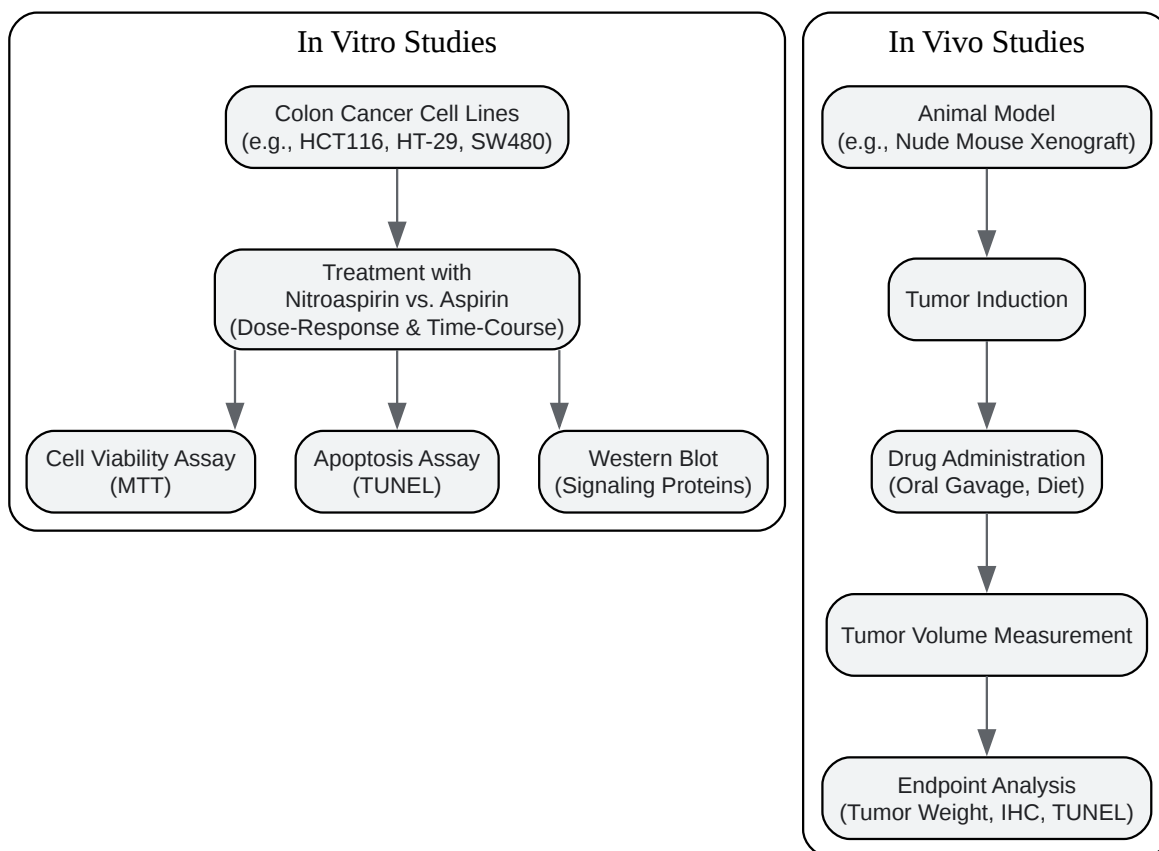 In Vitro Studies
Colon Cancer Cell Lines
(e.g., HCT116, HT-29, SW480)
Treatment with
Nitroaspirin vs. Aspirin
(Dose-Response & Time-Course)
Cell Viability Assay
(MTT)
Apoptosis Assay
(TUNEL)
Western Blot
(Signaling Proteins)
In Vivo Studies
Animal Model
(e.g., Nude Mouse Xenograft)
Tumor Induction
Drug Administration
(Oral Gavage, Diet)
Tumor Volume Measurement
Endpoint Analysis
(Tumor Weight, IHC, TUNEL)